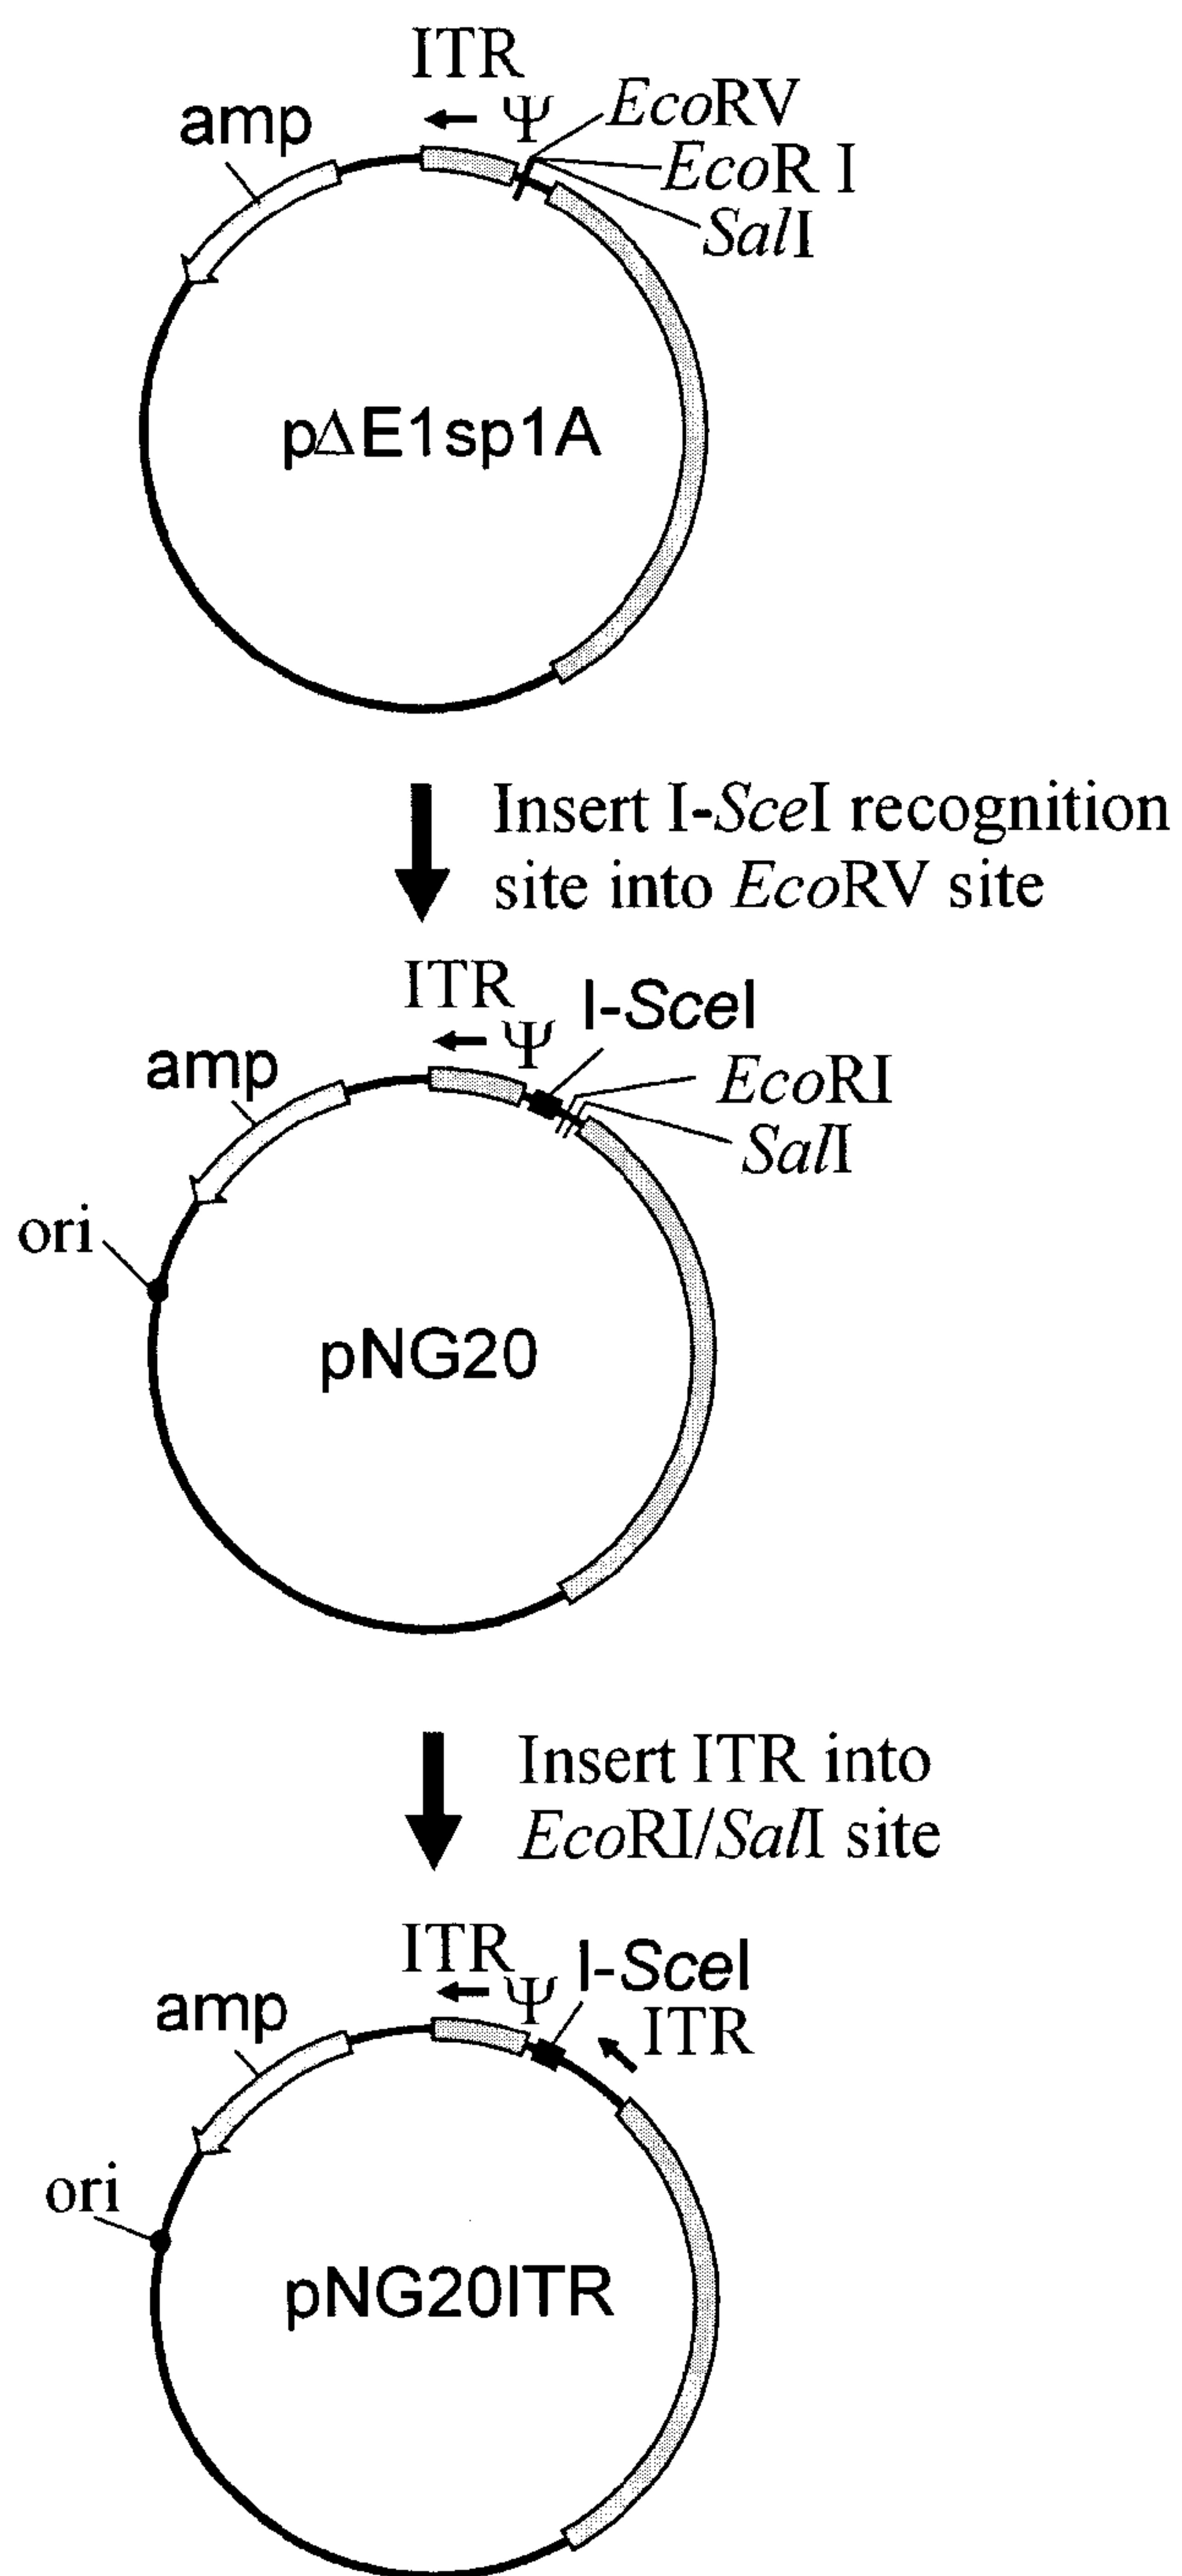 ITR
amp
Ψ
EcoRV
EcoR I
SalI
pΔE1sp1A
Insert I-SceI recognition
site into EcoRV site
ITR
I-SceI
Ψ
amp
EcoRI
SalI
ori
pNG20
Insert ITR into
EcoRI/SalI site
ITR
I-SceI
Ψ
amp
ITR
ori
pNG20ITR